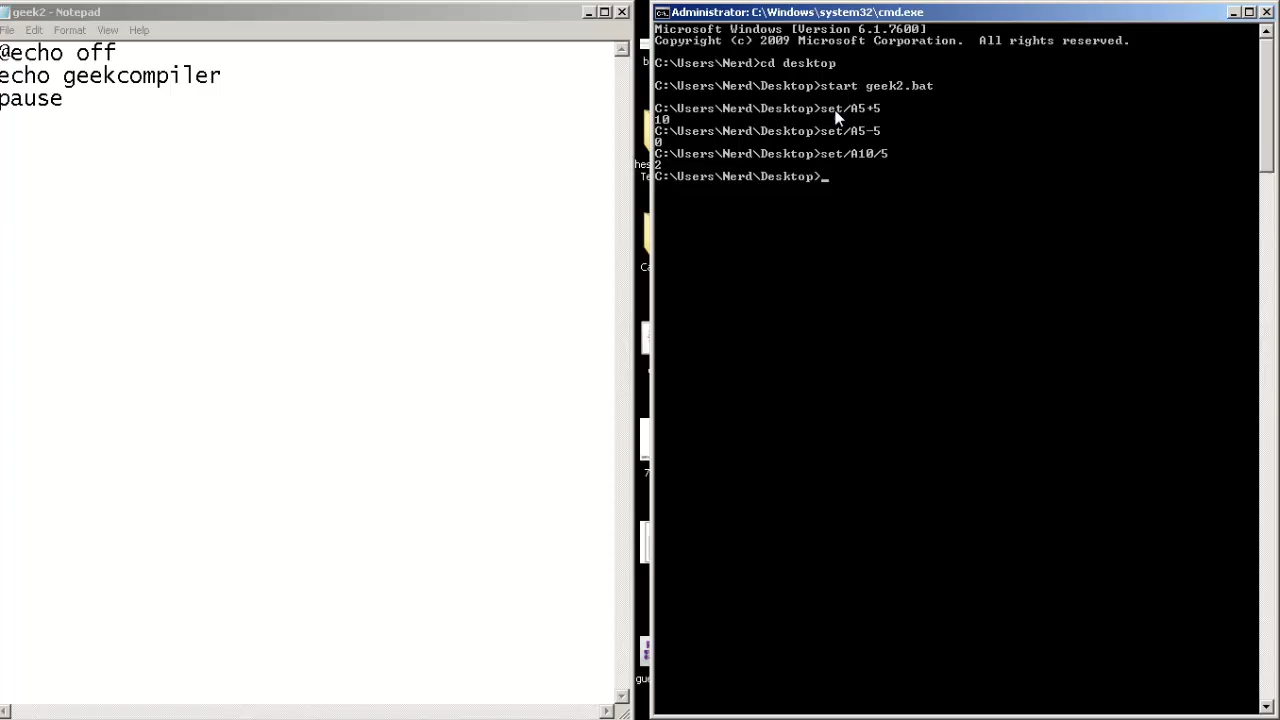 geek2 - Notepad
File Edit Format View Help
@echo off
echo geekcompiler
pause
Administrator: C:\Windows\system32\cmd.exe
Microsoft Windows [Version 6.1.7600]
Copyright (c) 2009 Microsoft Corporation. All rights reserved.
C:\Users\Nerd>cd desktop
C:\Users\Nerd\Desktop>start geek2.bat
C:\Users\Nerd\Desktop>set/A5+5
10
C:\Users\Nerd\Desktop>set/A5-5
0
C:\Users\Nerd\Desktop>set/A10/5
2
C:\Users\Nerd\Desktop>_